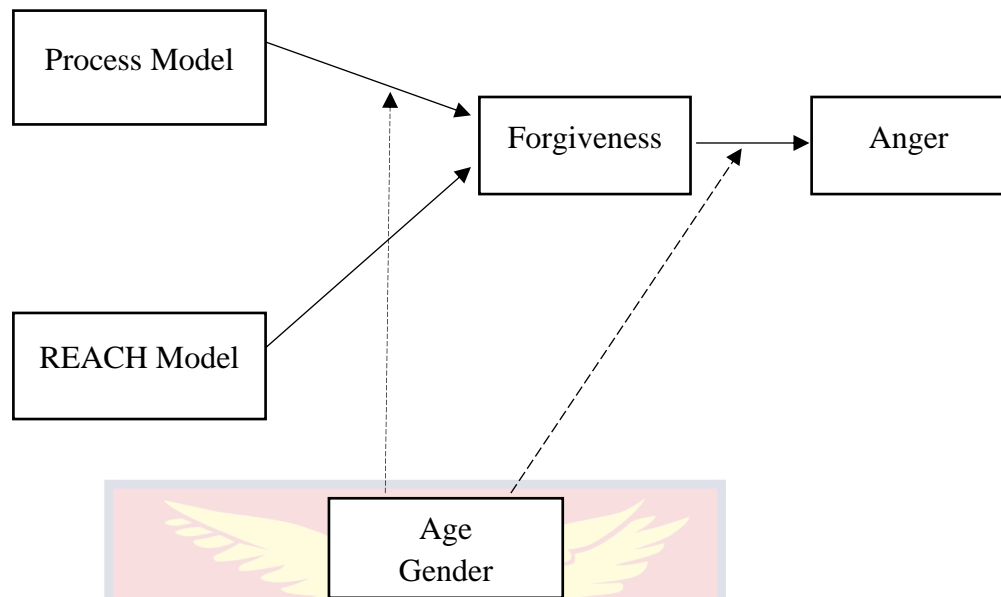 Process Model
Forgiveness
Anger
REACH Model
Age
Gender